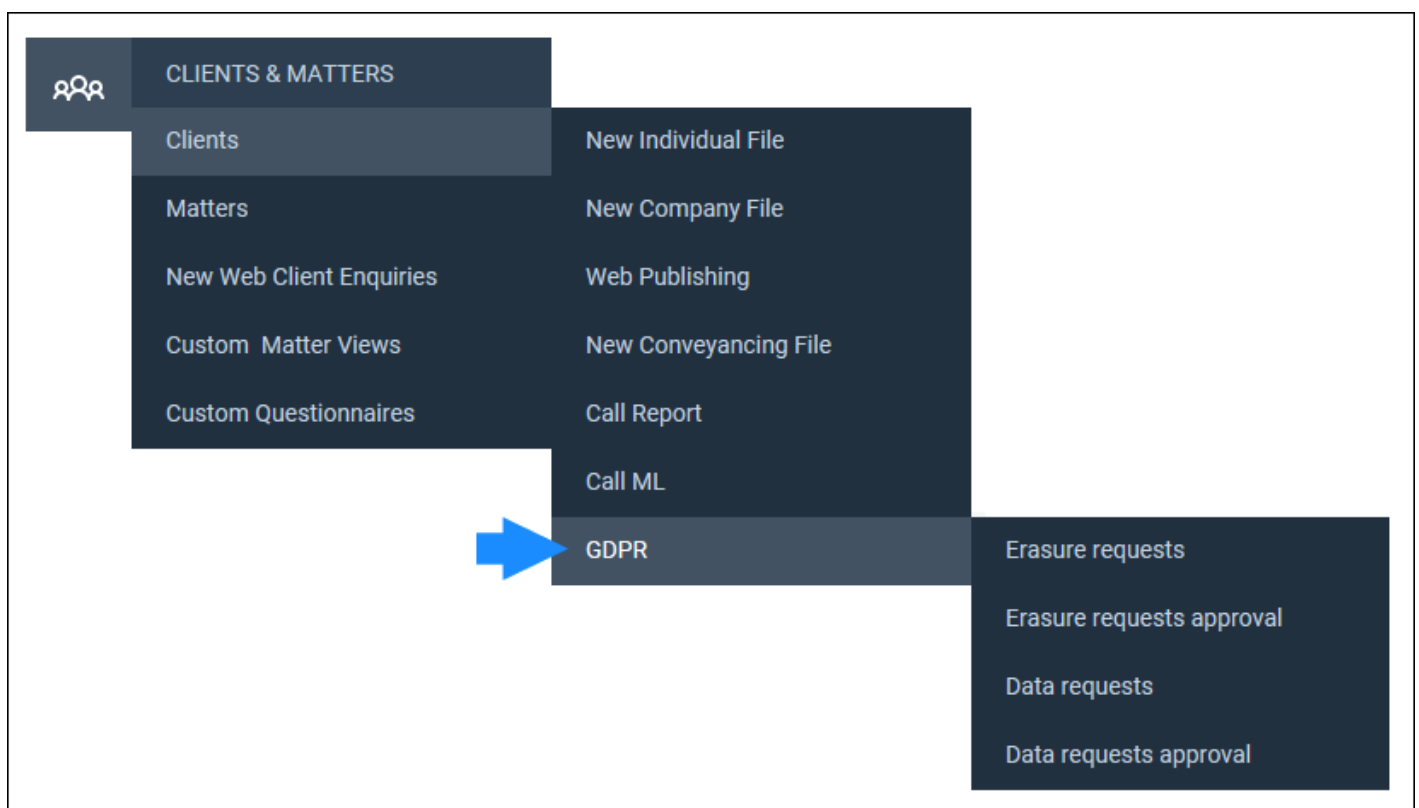 CLIENTS & MATTERS
Clients
Matters
New Web Client Enquiries
Custom  Matter Views
Custom Questionnaires
New Individual File
New Company File
Web Publishing
New Conveyancing File
Call Report
Call ML
GDPR
Erasure requests
Erasure requests approval
Data requests
Data requests approval